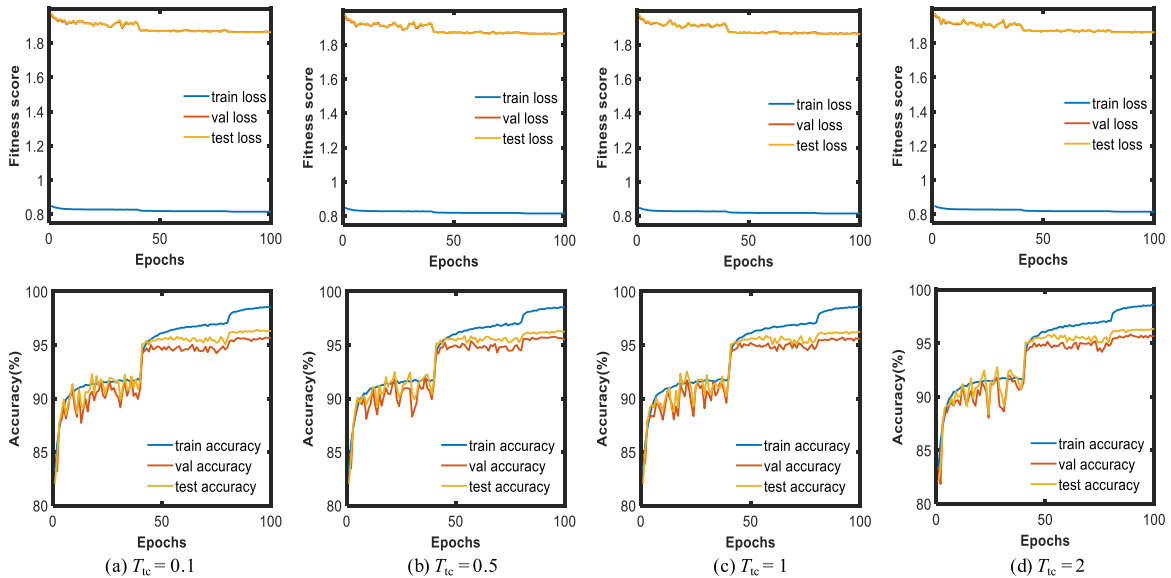 Fitness score
1.8
1.6
1.4
1.2
1
0.8
train loss
val loss
test loss
0 50 100
Epochs
Fitness score
1.8
1.6
1.4
1.2
1
0.8
train loss
val loss
test loss
0 50 100
Epochs
Fitness score
1.8
1.6
1.4
1.2
1
0.8
train loss
val loss
test loss
0 50 100
Epochs
Fitness score
1.8
1.6
1.4
1.2
1
0.8
train loss
val loss
test loss
0 50 100
Epochs
Accuracy(%)
100
95
90
85
80
train accuracy
val accuracy
test accuracy
0 50 100
Epochs
(a) Ttc = 0.1
Accuracy(%)
100
95
90
85
80
train accuracy
val accuracy
test accuracy
0 50 100
Epochs
(b) Ttc = 0.5
Accuracy(%)
100
95
90
85
80
train accuracy
val accuracy
test accuracy
0 50 100
Epochs
(c) Ttc = 1
Accuracy(%)
100
95
90
85
80
train accuracy
val accuracy
test accuracy
0 50 100
Epochs
(d) Ttc = 2